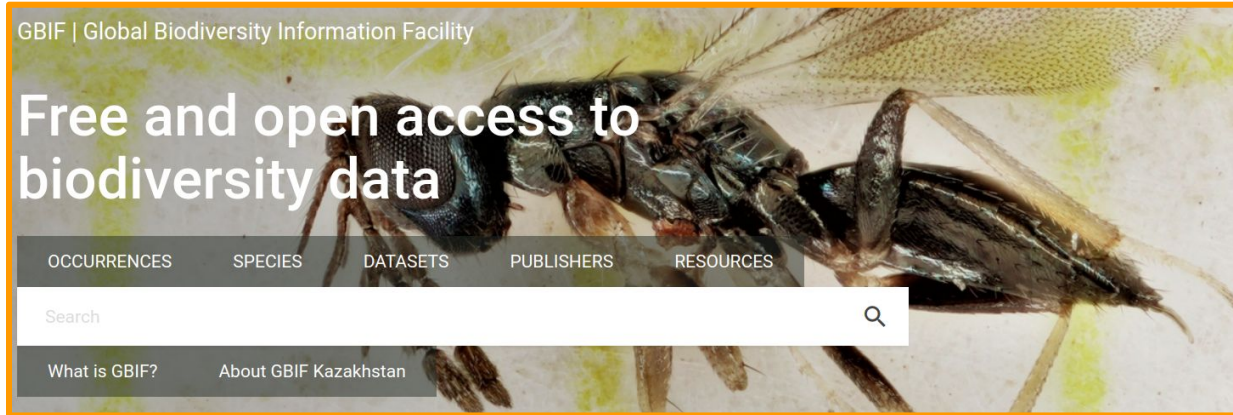 GBIF | Global Biodiversity Information Facility
Free and open access to
biodiversity data
OCCURRENCES SPECIES DATASETS PUBLISHERS RESOURCES
Search
What is GBIF? About GBIF Kazakhstan